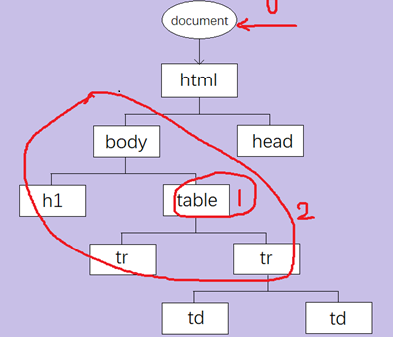 0
document
html
body head
h1 table 1 2
tr tr
td td